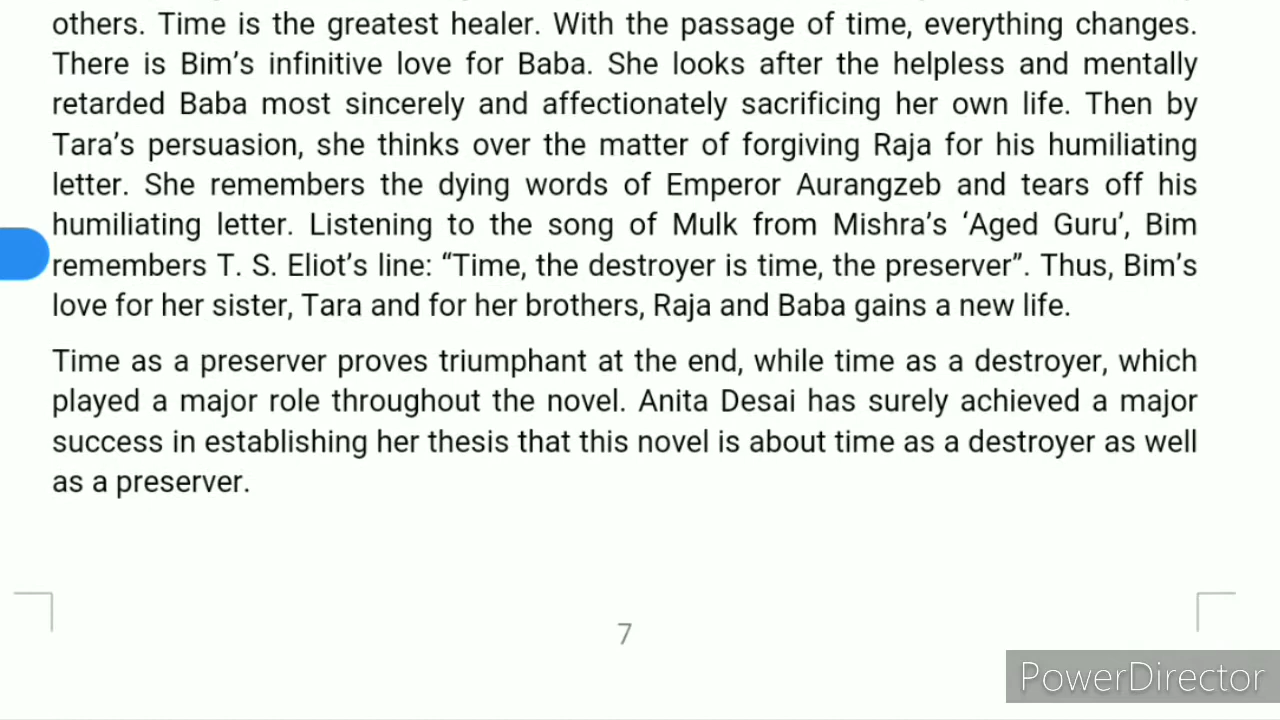 others. Time is the greatest healer. With the passage of time, everything changes.
There is Bim’s infinitive love for Baba. She looks after the helpless and mentally
retarded Baba most sincerely and affectionately sacrificing her own life. Then by
Tara’s persuasion, she thinks over the matter of forgiving Raja for his humiliating
letter. She remembers the dying words of Emperor Aurangzeb and tears off his
humiliating letter. Listening to the song of Mulk from Mishra’s ‘Aged Guru’, Bim
remembers T. S. Eliot’s line: “Time, the destroyer is time, the preserver”. Thus, Bim’s
love for her sister, Tara and for her brothers, Raja and Baba gains a new life.
Time as a preserver proves triumphant at the end, while time as a destroyer, which
played a major role throughout the novel. Anita Desai has surely achieved a major
success in establishing her thesis that this novel is about time as a destroyer as well
as a preserver.
7
PowerDirector